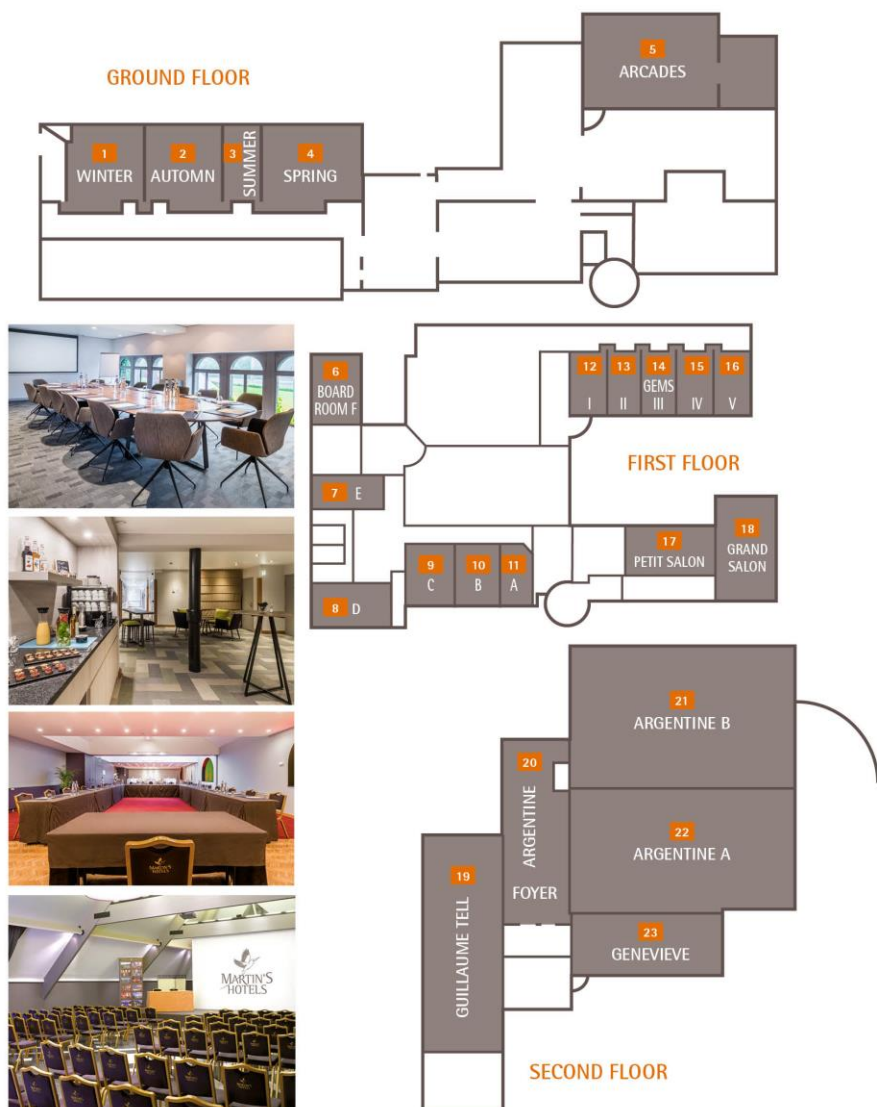 GROUND FLOOR
5
ARCADES
1
WINTER
2
AUTOMN
3
SUMMER
4
SPRING
6
BOARD
ROOM F
7 E
8 D
9
C
10
B
11
A
12
I
13
II
14
GEMS
III
15
IV
16
V
FIRST FLOOR
17
PETIT SALON
18
GRAND
SALON
19
GUILLAUME TELL
20
ARGENTINE
FOYER
21
ARGENTINE B
22
ARGENTINE A
23
GENEVIEVE
SECOND FLOOR
MARTIN'S
HOTELS
MARTIN'S
HOTELS